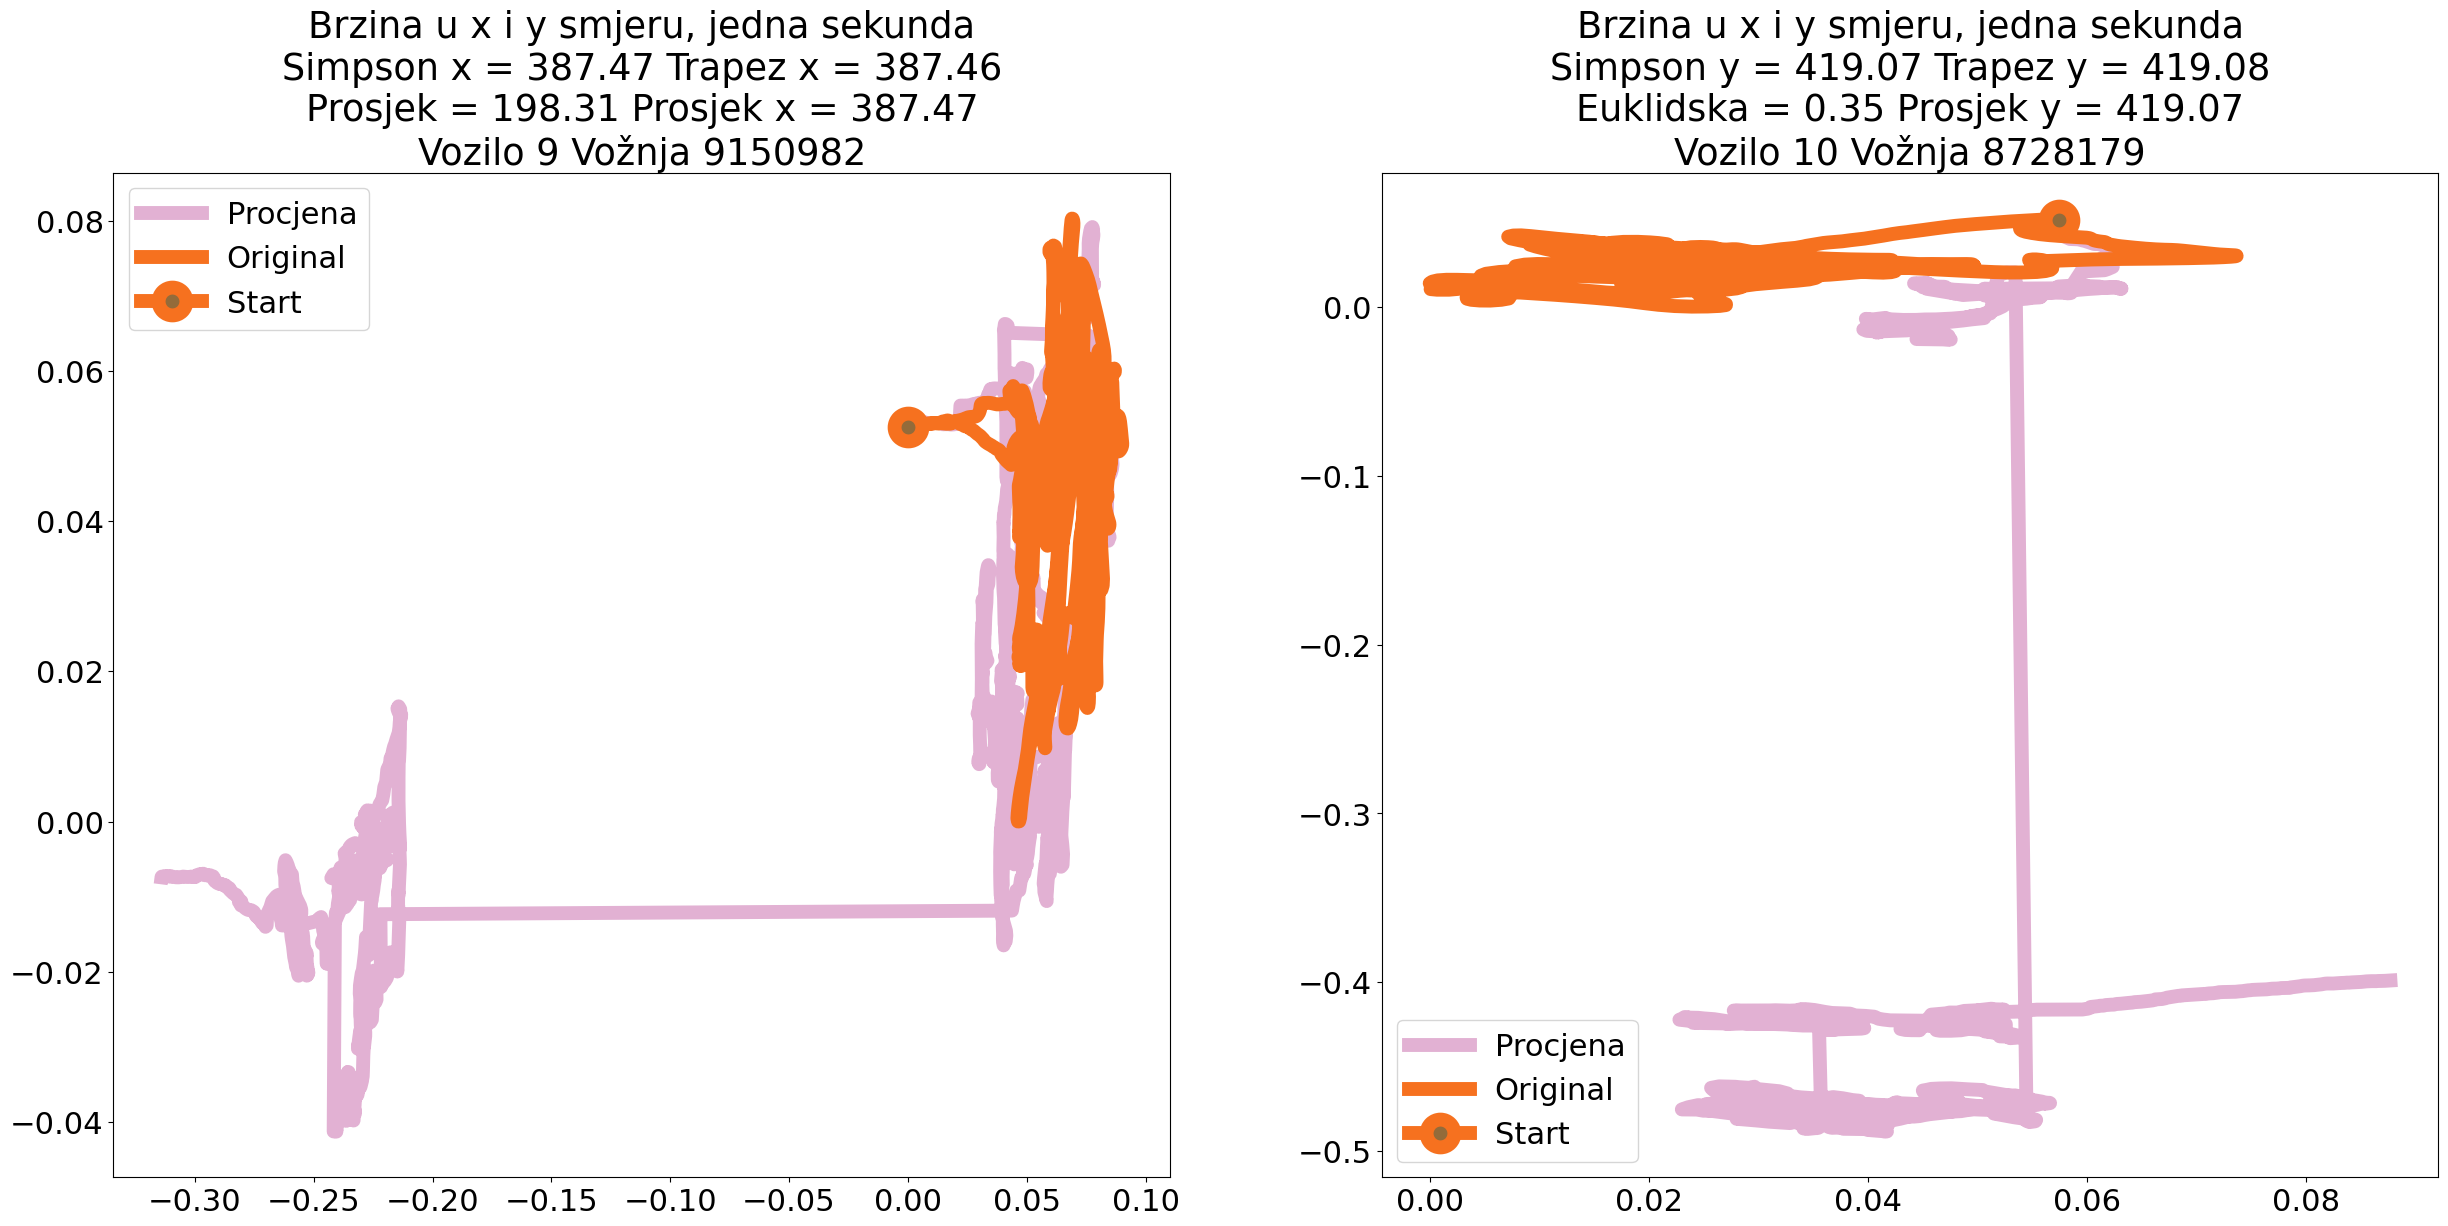 Brzina u x i y smjeru, jedna sekunda
Simpson x = 387.47 Trapez x = 387.46
Prosjek = 198.31 Prosjek x = 387.47
Vozilo 9 Vožnja 9150982
Procjena
Original
Start
0.08
0.06
0.04
0.02
0.00
−0.02
−0.04
−0.30 −0.25 −0.20 −0.15 −0.10 −0.05 0.00 0.05 0.10
Brzina u x i y smjeru, jedna sekunda
Simpson y = 419.07 Trapez y = 419.08
Euklidska = 0.35 Prosjek y = 419.07
Vozilo 10 Vožnja 8728179
0.0
−0.1
−0.2
−0.3
−0.4
−0.5
Procjena
Original
Start
0.00 0.02 0.04 0.06 0.08